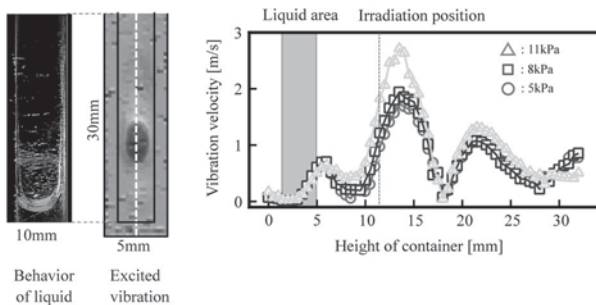 Liquid area
Irradiation position
30mm
10mm
5mm
Behavior
of liquid
Excited
vibration
Vibration velocity [m/s]
3
2
1
0
: 11kPa
: 8kPa
: 5kPa
0
5
10
15
20
25
30
Height of container [mm]